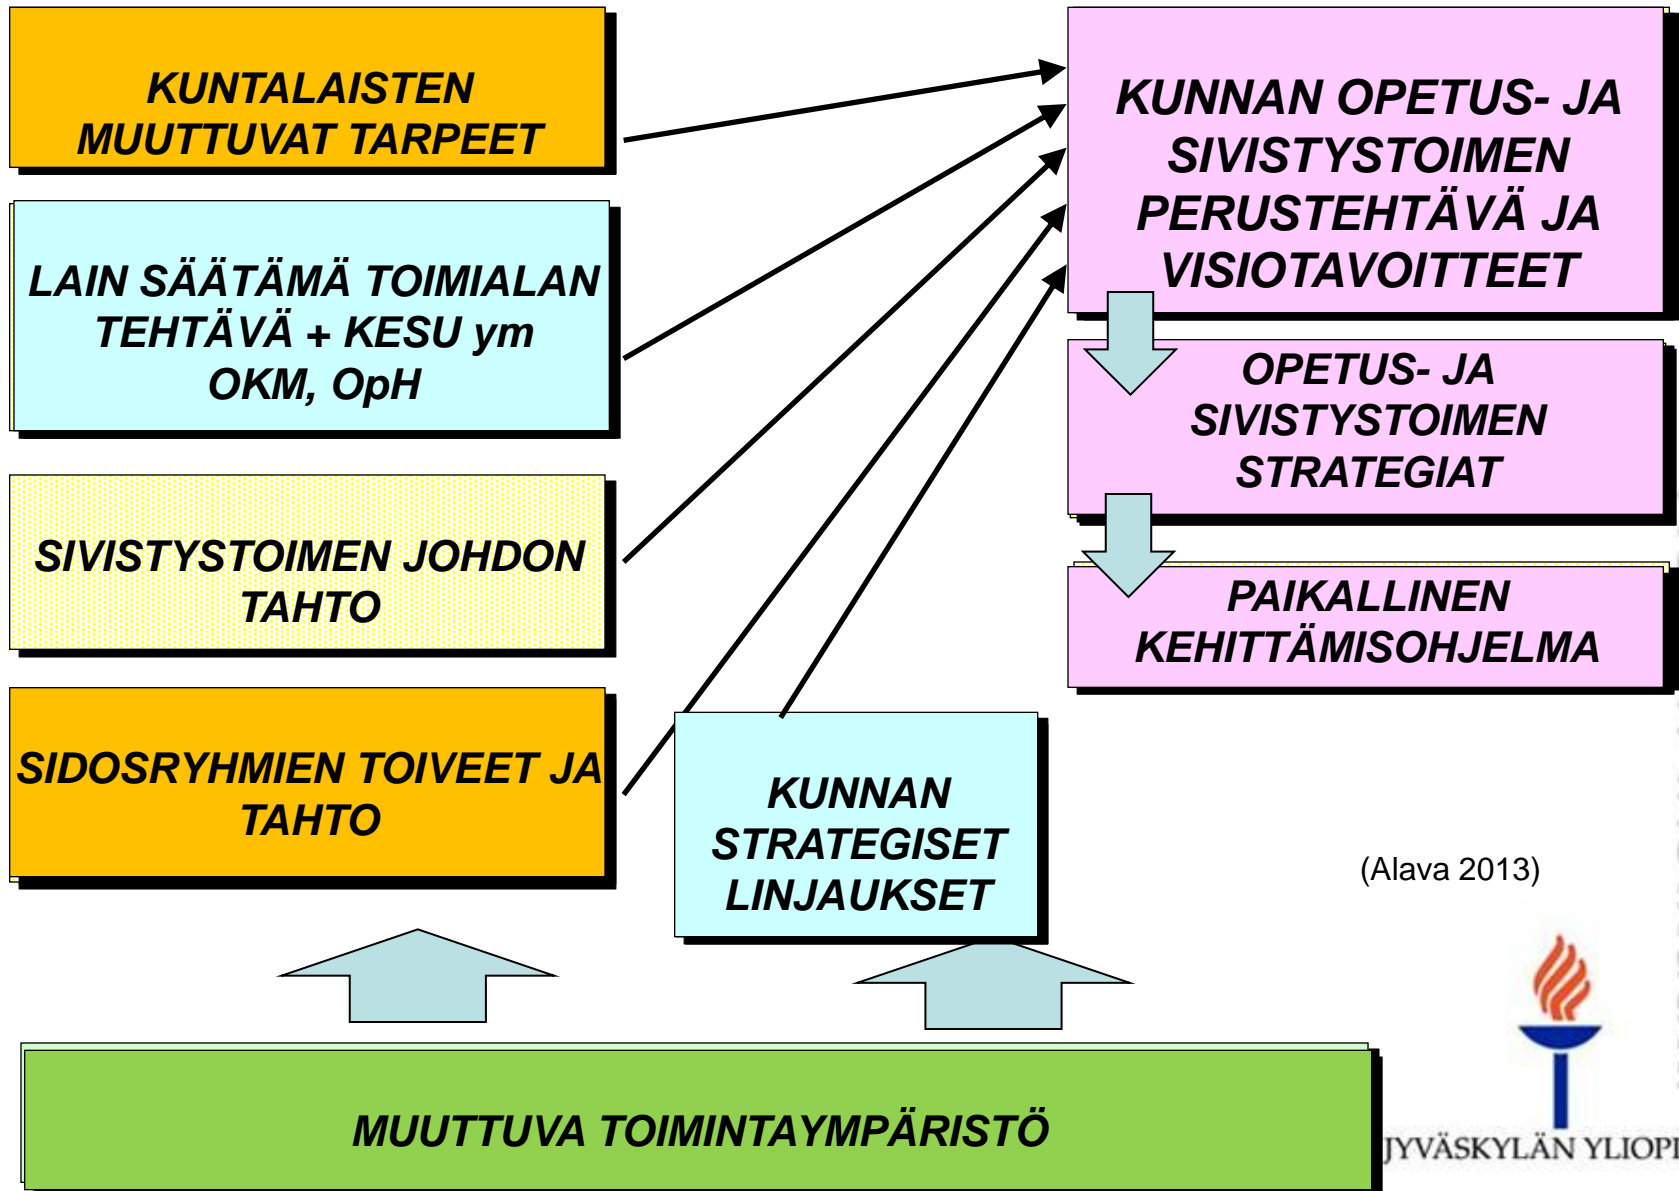 KUNTALAISTEN
MUUTTUVAT TARPEET
LAIN SÄÄTÄMÄ TOIMIALAN
TEHTÄVÄ + KESU ym
OKM, OpH
SIVISTYSTOIMEN JOHDON
TAHTO
SIDOSRYHMIEN TOIVEET JA
TAHTO
KUNNAN
STRATEGISET
LINJAUKSET
KUNNAN OPETUS- JA
SIVISTYSTOIMEN
PERUSTEHTÄVÄ JA
VISIOTAVOITTEET
OPETUS- JA
SIVISTYSTOIMEN
STRATEGIAT
PAIKALLINEN
KEHITTÄMISOHJELMA
(Alava 2013)
MUUTTUVA TOIMINTAYMPÄRISTÖ
JYVÄSKYLÄN YLIOPI